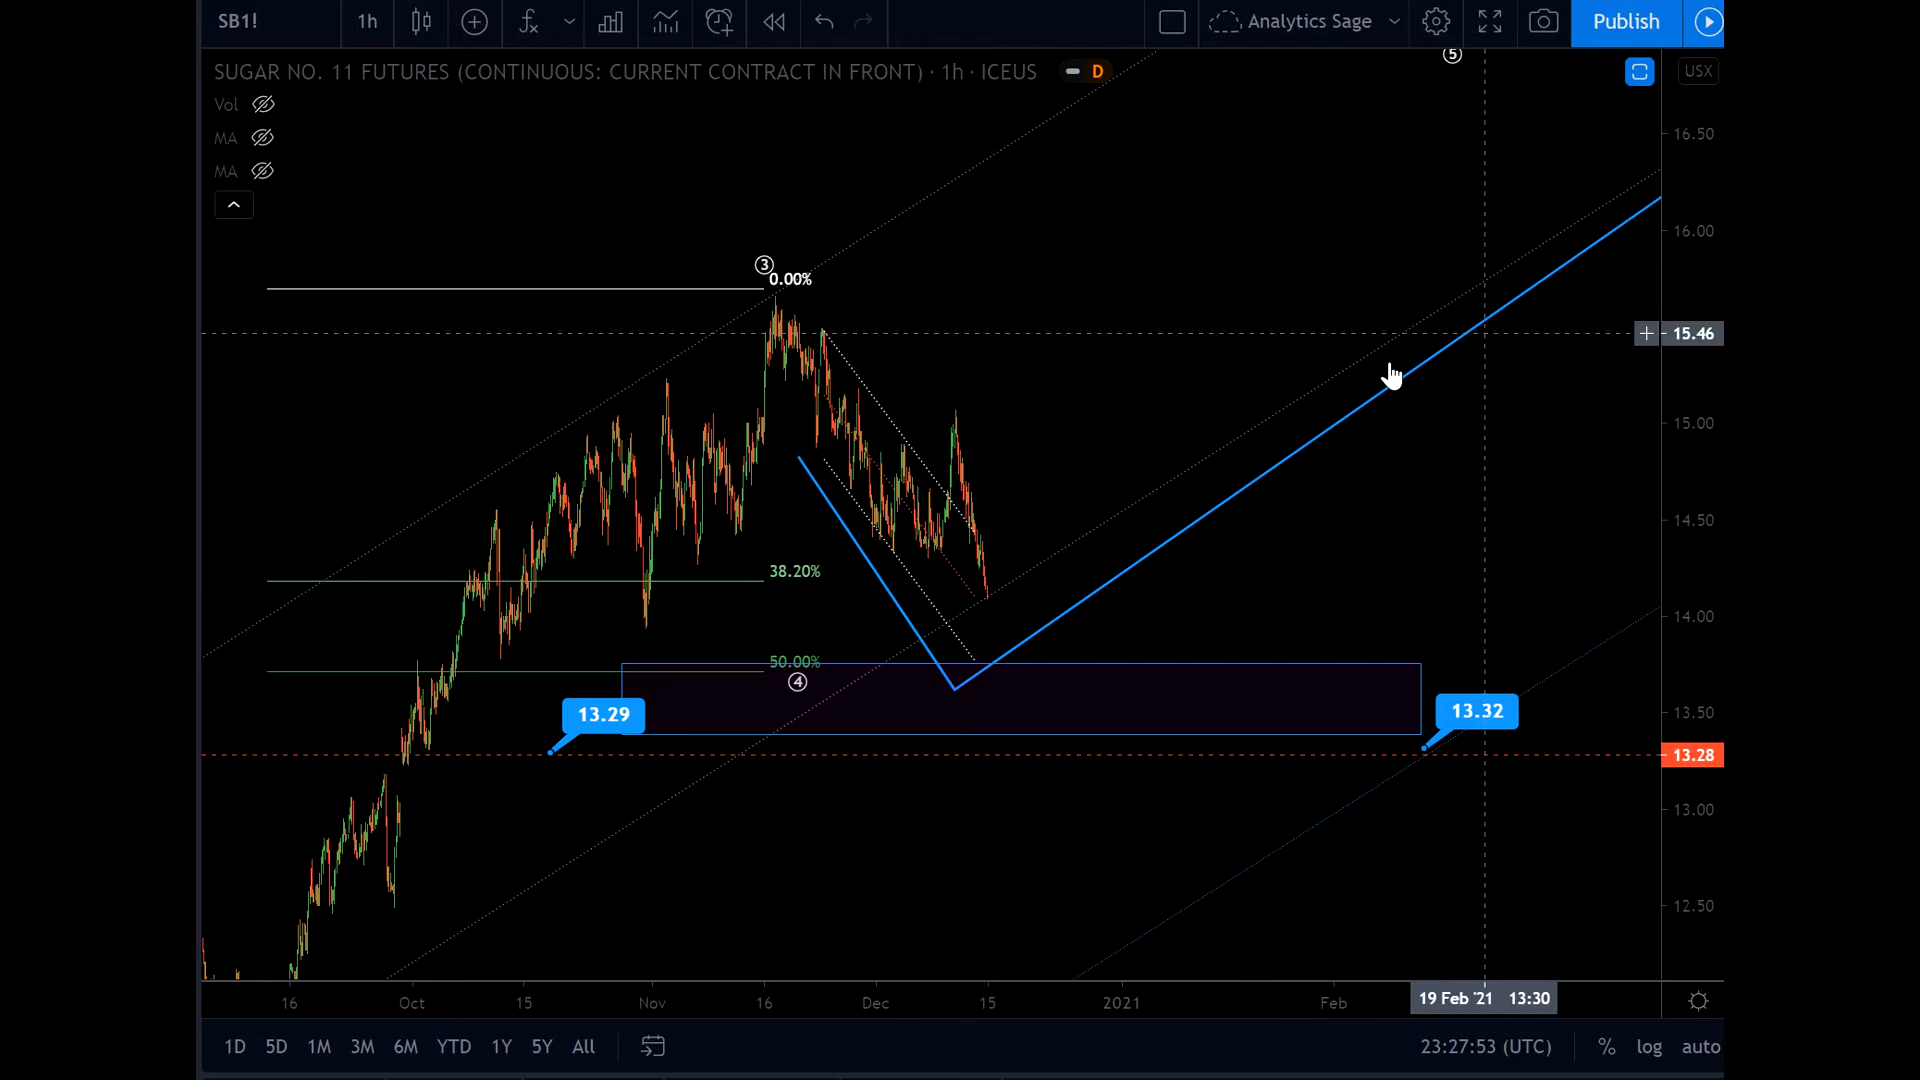 SB1! 1h Analytics Sage Publish
SUGAR NO. 11 FUTURES (CONTINUOUS: CURRENT CONTRACT IN FRONT) · 1h · ICEUS D USX
Vol
MA
MA
5
16.50
16.00
3
0.00%
15.46
15.00
14.50
38.20%
14.00
50.00%
4
13.29
13.32
13.50
13.28
13.00
12.50
16 Oct 15 Nov 16 Dec 15 2021 Feb 19 Feb '21 13:30
1D 5D 1M 3M 6M YTD 1Y 5Y All 23:27:53 (UTC) % log auto